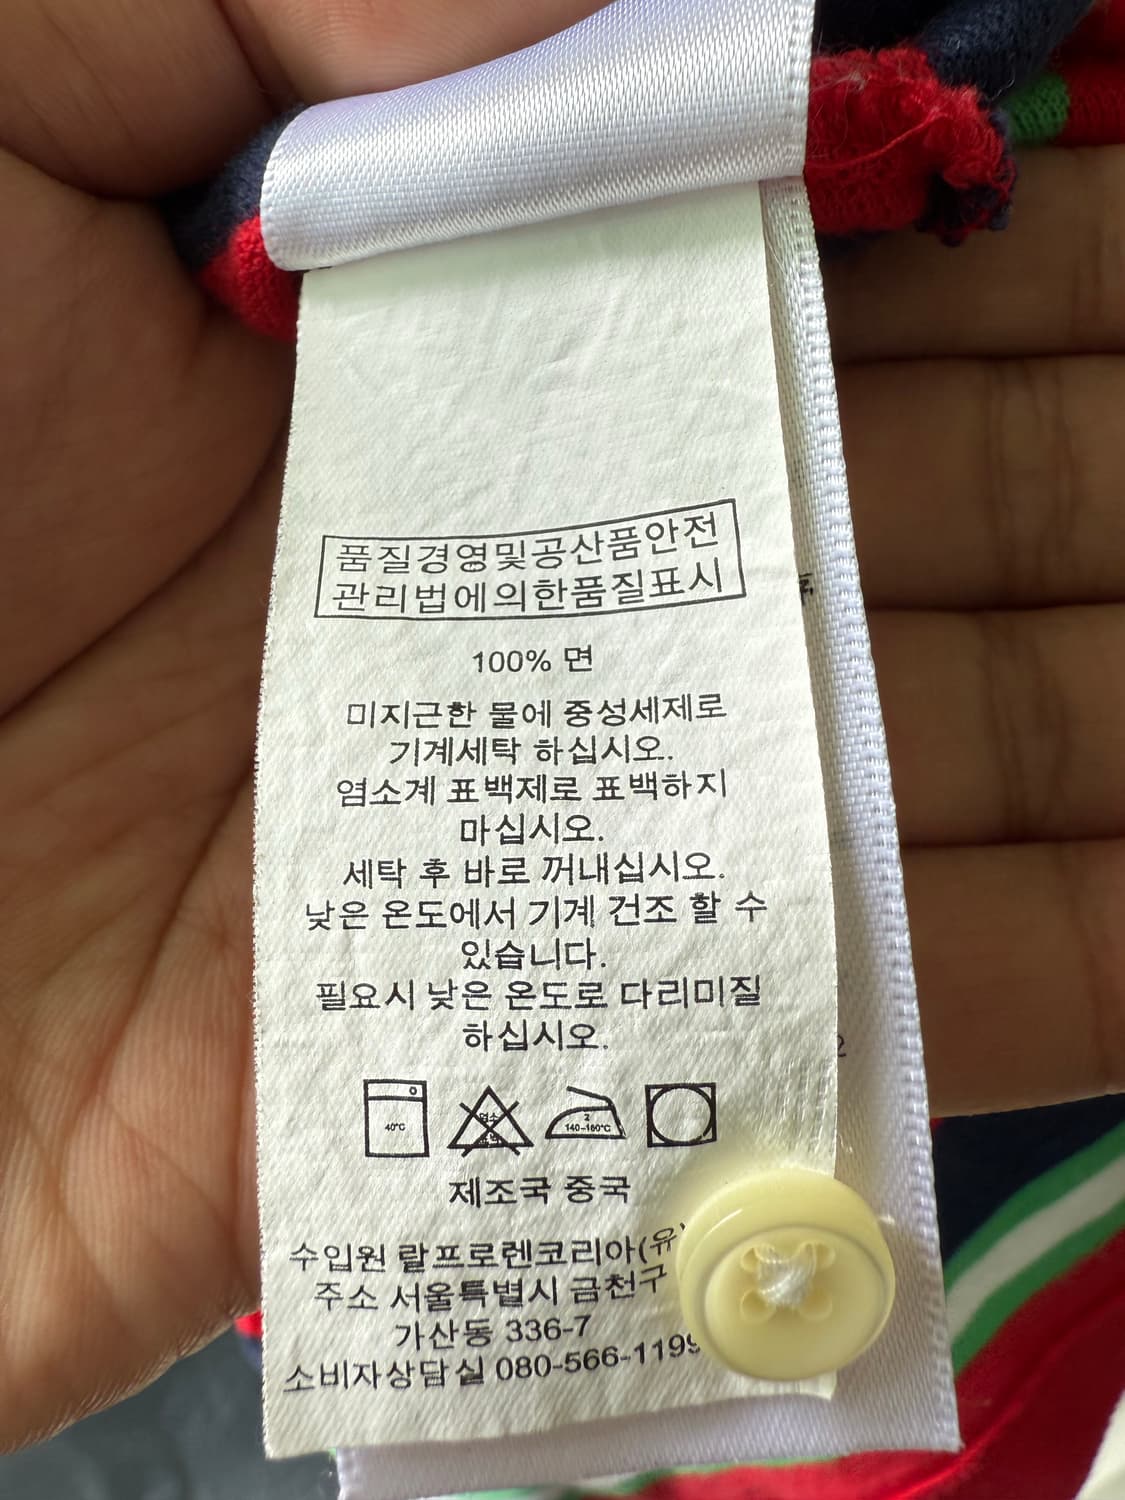 품질경영및공산품안전
관리법에의한품질표시
100% 면
미지근한 물에 중성세제로
기계세탁 하십시오.
염소계 표백제로 표백하지
마십시오.
세탁 후 바로 꺼내십시오.
낮은 온도에서 기계 건조 할 수
있습니다.
필요시 낮은 온도로 다리미질
하십시오.
40°C
염소
표백
2
140-160°C
제조국 중국
수입원 랄프로렌코리아(유)
주소 서울특별시 금천구
가산동 336-7
소비자상담실 080-566-1199
2